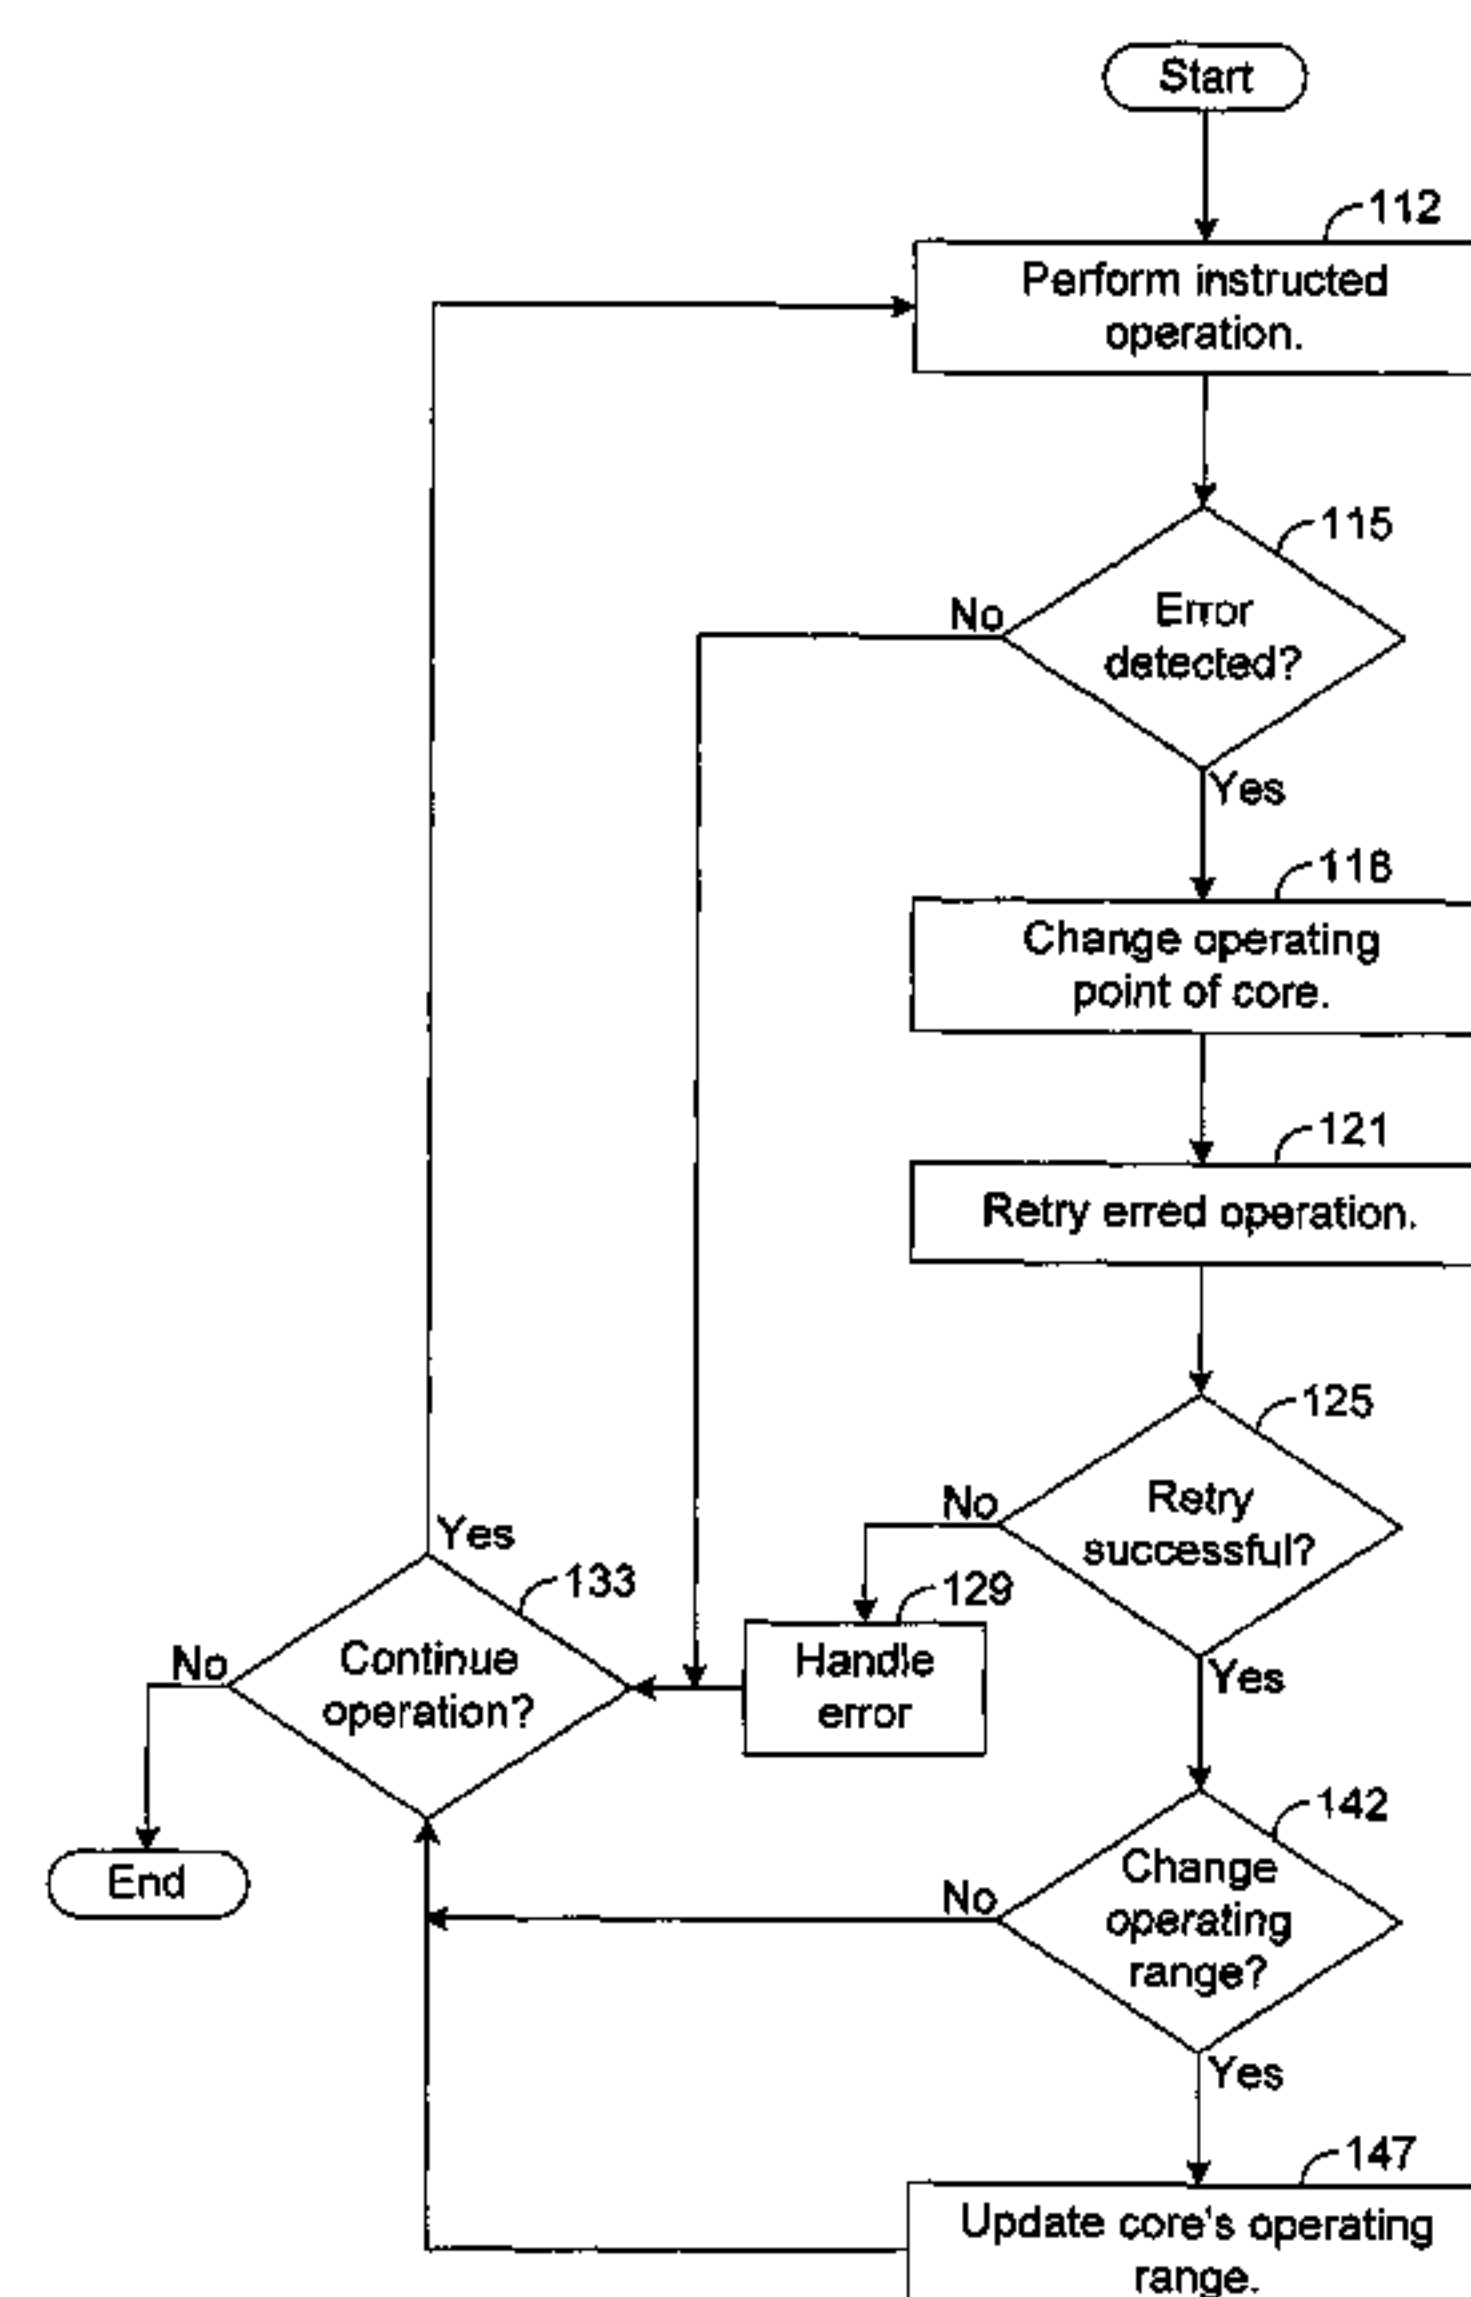 Start
112
Perform instructed
operation.
115
Error
detected?
No
Yes
118
Change operating
point of core.
121
Retry erred operation.
125
Retry
successful?
No
Yes
129
Handle
error
133
Continue
operation?
Yes
No
End
142
Change
operating
range?
No
Yes
147
Update core's operating
range.